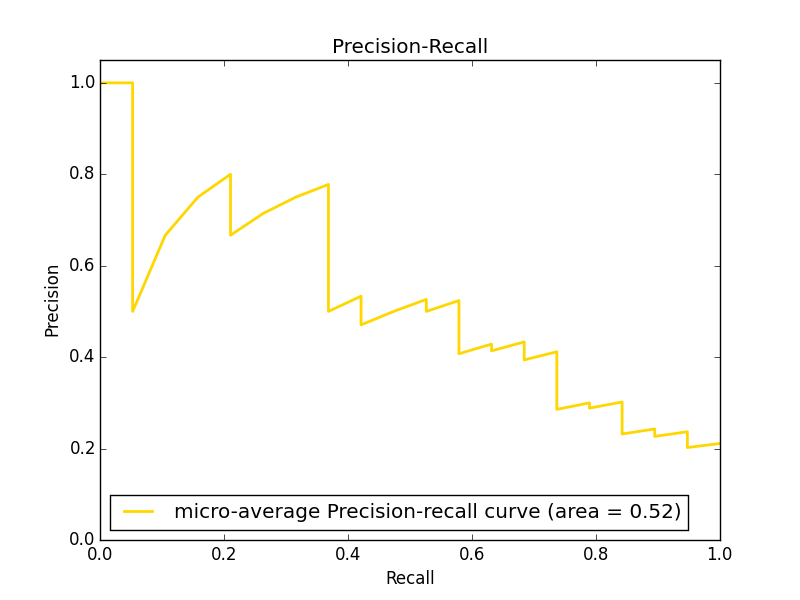 Precision-Recall
1.0
0.8
0.6
0.4
0.2
0.0
Precision
micro-average Precision-recall curve (area = 0.52)
0.0 0.2 0.4 0.6 0.8 1.0
Recall